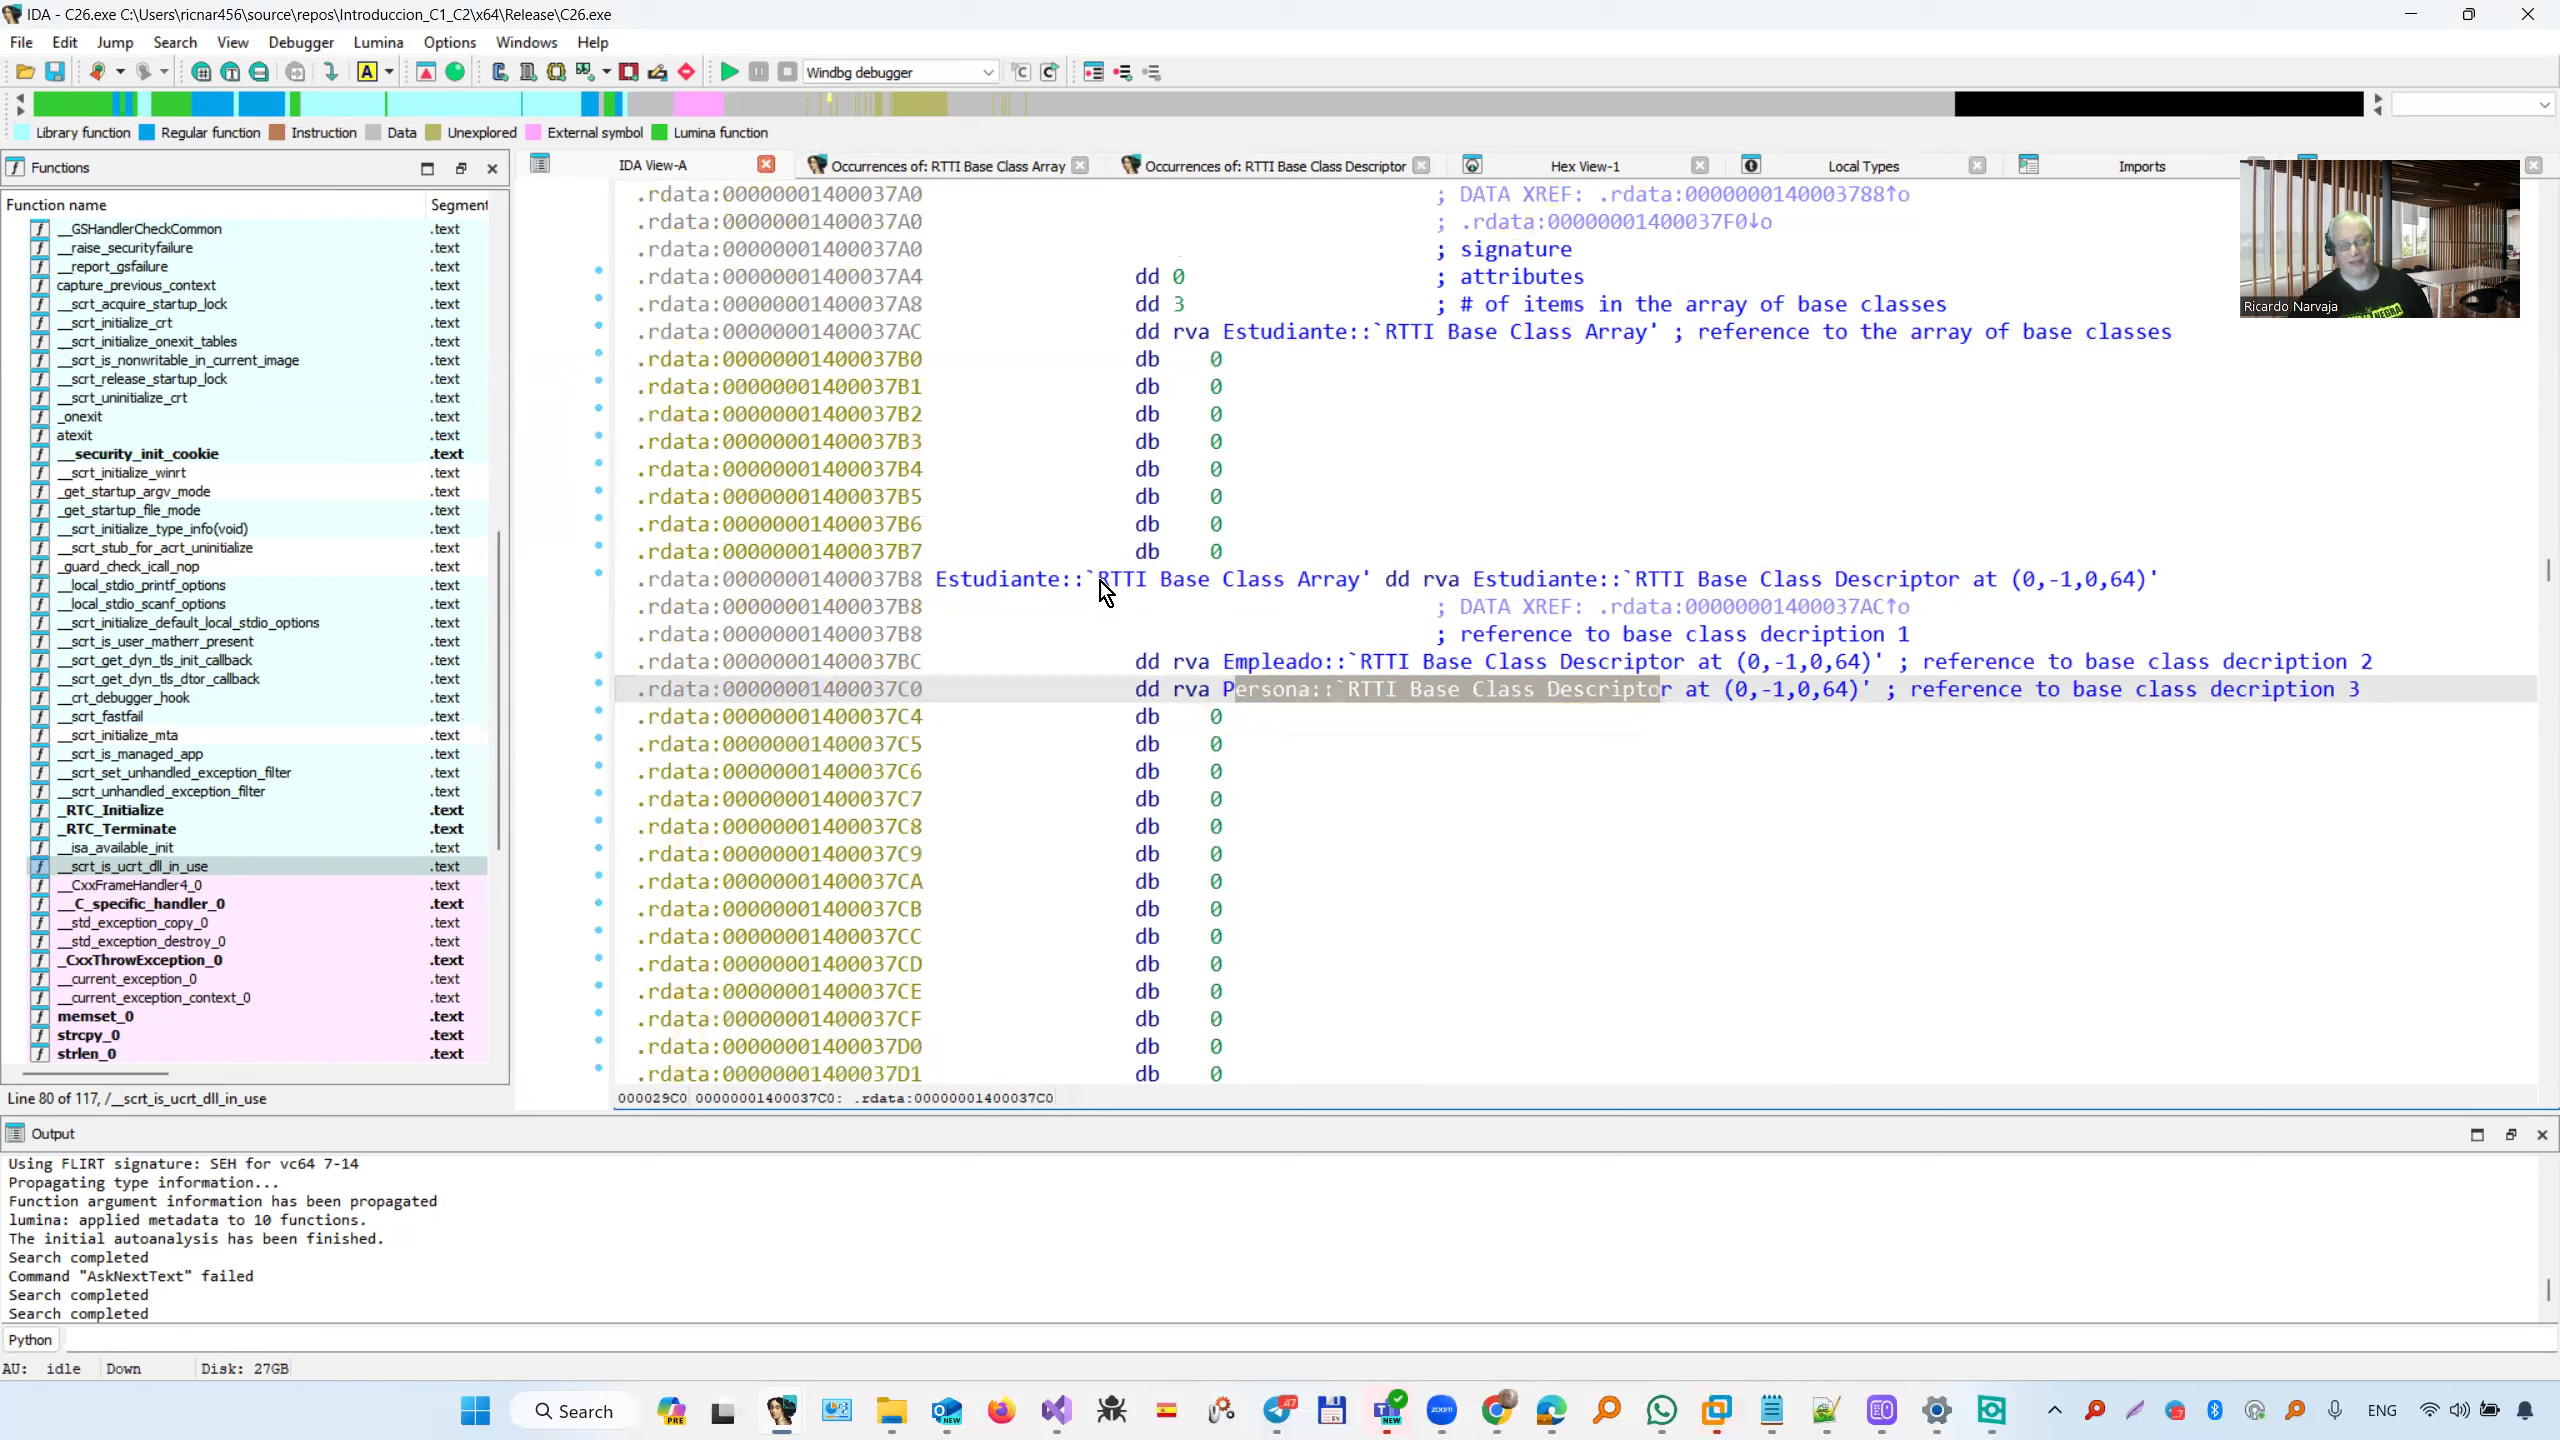 IDA - C26.exe C:\Users\ricnar456\source\repos\Introduccion_C1_C2\x64\Release\C26.exe
File Edit Jump Search View Debugger Lumina Options Windows Help
Windbg debugger
Library function Regular function Instruction Data Unexplored External symbol Lumina function
Functions
IDA View-A Occurrences of: RTTI Base Class Array Occurrences of: RTTI Base Class Descriptor Hex View-1 Local Types Imports
Function name Segment
__GSHandlerCheckCommon .text
__raise_securityfailure .text
__report_gsfailure .text
capture_previous_context .text
__scrt_acquire_startup_lock .text
__scrt_initialize_crt .text
__scrt_initialize_onexit_tables .text
__scrt_is_nonwritable_in_current_image .text
__scrt_release_startup_lock .text
__scrt_uninitialize_crt .text
_onexit .text
atexit .text
__security_init_cookie .text
__scrt_initialize_winrt .text
_get_startup_argv_mode .text
_get_startup_file_mode .text
__scrt_initialize_type_info(void) .text
__scrt_stub_for_acrt_uninitialize .text
_guard_check_icall_nop .text
__local_stdio_printf_options .text
__local_stdio_scanf_options .text
__scrt_initialize_default_local_stdio_options .text
__scrt_is_user_matherr_present .text
__scrt_get_dyn_tls_init_callback .text
__scrt_get_dyn_tls_dtor_callback .text
__crt_debugger_hook .text
__scrt_fastfail .text
__scrt_initialize_mta .text
__scrt_is_managed_app .text
__scrt_set_unhandled_exception_filter .text
__scrt_unhandled_exception_filter .text
_RTC_Initialize .text
_RTC_Terminate .text
__isa_available_init .text
__scrt_is_ucrt_dll_in_use .text
__CxxFrameHandler4_0 .text
__C_specific_handler_0 .text
__std_exception_copy_0 .text
__std_exception_destroy_0 .text
_CxxThrowException_0 .text
__current_exception_0 .text
__current_exception_context_0 .text
memset_0 .text
strcpy_0 .text
strlen_0 .text
Line 80 of 117, /__scrt_is_ucrt_dll_in_use
.rdata:00000001400037A0 ; DATA XREF: .rdata:0000000140003788↑o
.rdata:00000001400037A0 ; .rdata:00000001400037F0↓o
.rdata:00000001400037A0 ; signature
.rdata:00000001400037A4 dd 0 ; attributes
.rdata:00000001400037A8 dd 3 ; # of items in the array of base classes
.rdata:00000001400037AC dd rva Estudiante::`RTTI Base Class Array' ; reference to the array of base classes
.rdata:00000001400037B0 db 0
.rdata:00000001400037B1 db 0
.rdata:00000001400037B2 db 0
.rdata:00000001400037B3 db 0
.rdata:00000001400037B4 db 0
.rdata:00000001400037B5 db 0
.rdata:00000001400037B6 db 0
.rdata:00000001400037B7 db 0
.rdata:00000001400037B8 Estudiante::`RTTI Base Class Array' dd rva Estudiante::`RTTI Base Class Descriptor at (0,-1,0,64)'
.rdata:00000001400037B8 ; DATA XREF: .rdata:00000001400037AC↑o
.rdata:00000001400037B8 ; reference to base class decription 1
.rdata:00000001400037BC dd rva Empleado::`RTTI Base Class Descriptor at (0,-1,0,64)' ; reference to base class decription 2
.rdata:00000001400037C0 dd rva Persona::`RTTI Base Class Descriptor at (0,-1,0,64)' ; reference to base class decription 3
.rdata:00000001400037C4 db 0
.rdata:00000001400037C5 db 0
.rdata:00000001400037C6 db 0
.rdata:00000001400037C7 db 0
.rdata:00000001400037C8 db 0
.rdata:00000001400037C9 db 0
.rdata:00000001400037CA db 0
.rdata:00000001400037CB db 0
.rdata:00000001400037CC db 0
.rdata:00000001400037CD db 0
.rdata:00000001400037CE db 0
.rdata:00000001400037CF db 0
.rdata:00000001400037D0 db 0
.rdata:00000001400037D1 db 0
000029C0 00000001400037C0: .rdata:00000001400037C0
Ricardo Narvaja
Output
Using FLIRT signature: SEH for vc64 7-14
Propagating type information...
Function argument information has been propagated
lumina: applied metadata to 10 functions.
The initial autoanalysis has been finished.
Search completed
Command "AskNextText" failed
Search completed
Search completed
Python
AU: idle Down Disk: 27GB
Search
PRE
NEW
47
NEW
zoom
ENG